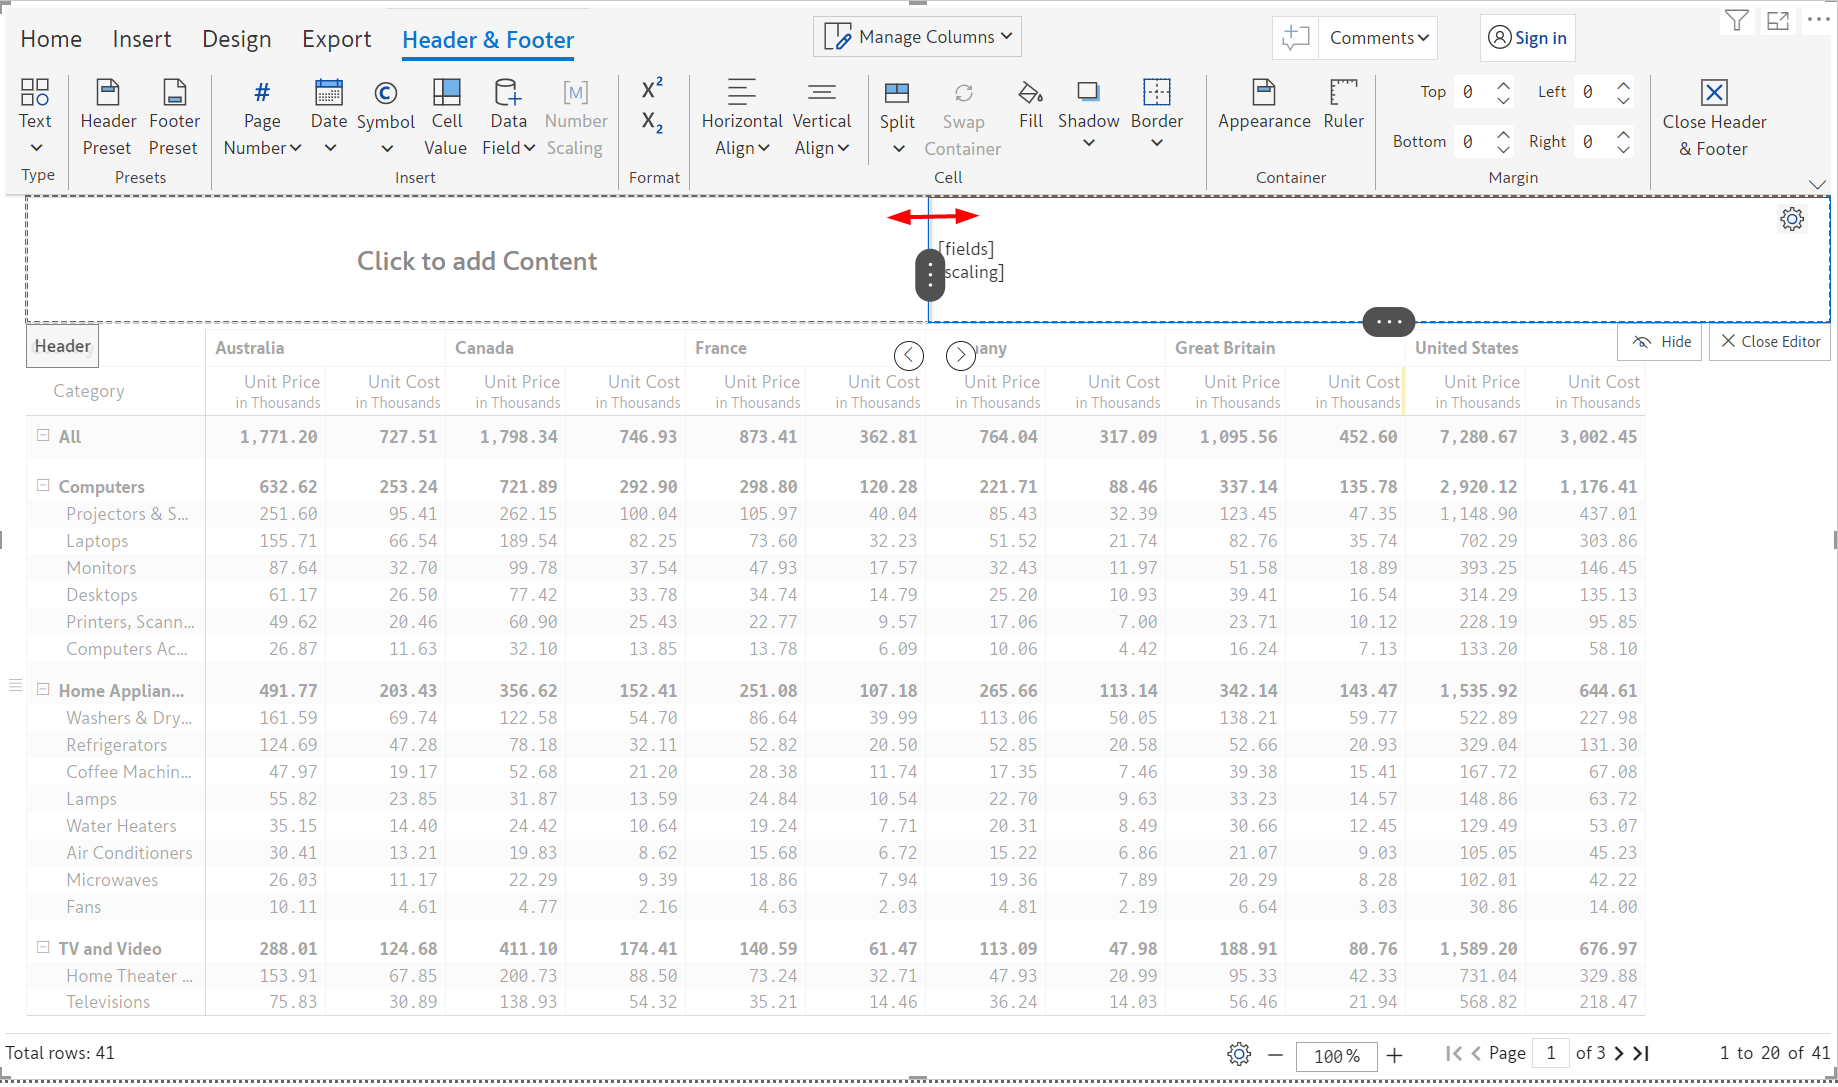 Home Insert Design Export Header & Footer Manage Columns Comments Sign in
Text Header Preset Footer Preset # Page Number Date Symbol Cell Value Data Field [M] Number Scaling X² X₂ Horizontal Align Vertical Align Split Swap Container Fill Shadow Border Appearance Ruler Top 0 Left 0 Bottom 0 Right 0 Close Header & Footer
Type Presets Insert Format Cell Container Margin
Click to add Content
[fields]
scaling]
Header Australia Canada France any Great Britain United States Hide Close Editor
Category Unit Price Unit Cost Unit Price Unit Cost Unit Price Unit Cost Unit Price Unit Cost Unit Price Unit Cost Unit Price Unit Cost
in Thousands in Thousands in Thousands in Thousands in Thousands in Thousands in Thousands in Thousands in Thousands in Thousands in Thousands in Thousands
All 1,771.20 727.51 1,798.34 746.93 873.41 362.81 764.04 317.09 1,095.56 452.60 7,280.67 3,002.45
Computers 632.62 253.24 721.89 292.90 298.80 120.28 221.71 88.46 337.14 135.78 2,920.12 1,176.41
Projectors & S... 251.60 95.41 262.15 100.04 105.97 40.04 85.43 32.39 123.45 47.35 1,148.90 437.01
Laptops 155.71 66.54 189.54 82.25 73.60 32.23 51.52 21.74 82.76 35.74 702.29 303.86
Monitors 87.64 32.70 99.78 37.54 47.93 17.57 32.43 11.97 51.58 18.89 393.25 146.45
Desktops 61.17 26.50 77.42 33.78 34.74 14.79 25.20 10.93 39.41 16.54 314.29 135.13
Printers, Scann... 49.62 20.46 60.90 25.43 22.77 9.57 17.06 7.00 23.71 10.12 228.19 95.85
Computers Ac... 26.87 11.63 32.10 13.85 13.78 6.09 10.06 4.42 16.24 7.13 133.20 58.10
Home Applian... 491.77 203.43 356.62 152.41 251.08 107.18 265.66 113.14 342.14 143.47 1,535.92 644.61
Washers & Dry... 161.59 69.74 122.58 54.70 86.64 39.99 113.06 50.05 138.21 59.77 522.89 227.98
Refrigerators 124.69 47.28 78.18 32.11 52.82 20.50 52.85 20.58 52.66 20.93 329.04 131.30
Coffee Machin... 47.97 19.17 52.68 21.20 28.38 11.74 17.35 7.46 39.38 15.41 167.72 67.08
Lamps 55.82 23.85 31.87 13.59 24.84 10.54 22.70 9.63 33.23 14.57 148.86 63.72
Water Heaters 35.15 14.40 24.42 10.64 19.24 7.71 20.31 8.49 30.66 12.45 129.49 53.07
Air Conditioners 30.41 13.21 19.83 8.62 15.68 6.72 15.22 6.86 21.07 9.03 105.05 45.23
Microwaves 26.03 11.17 22.29 9.39 18.86 7.94 19.36 7.89 20.29 8.28 102.01 42.22
Fans 10.11 4.61 4.77 2.16 4.63 2.03 4.81 2.19 6.64 3.03 30.86 14.00
TV and Video 288.01 124.68 411.10 174.41 140.59 61.47 113.09 47.98 188.91 80.76 1,589.20 676.97
Home Theater ... 153.91 67.85 200.73 88.50 73.24 32.71 47.93 20.99 95.33 42.33 731.04 329.88
Televisions 75.83 30.89 138.93 54.32 35.21 14.46 36.24 14.03 56.46 21.94 568.82 218.47
Total rows: 41 100% Page 1 of 3 1 to 20 of 41